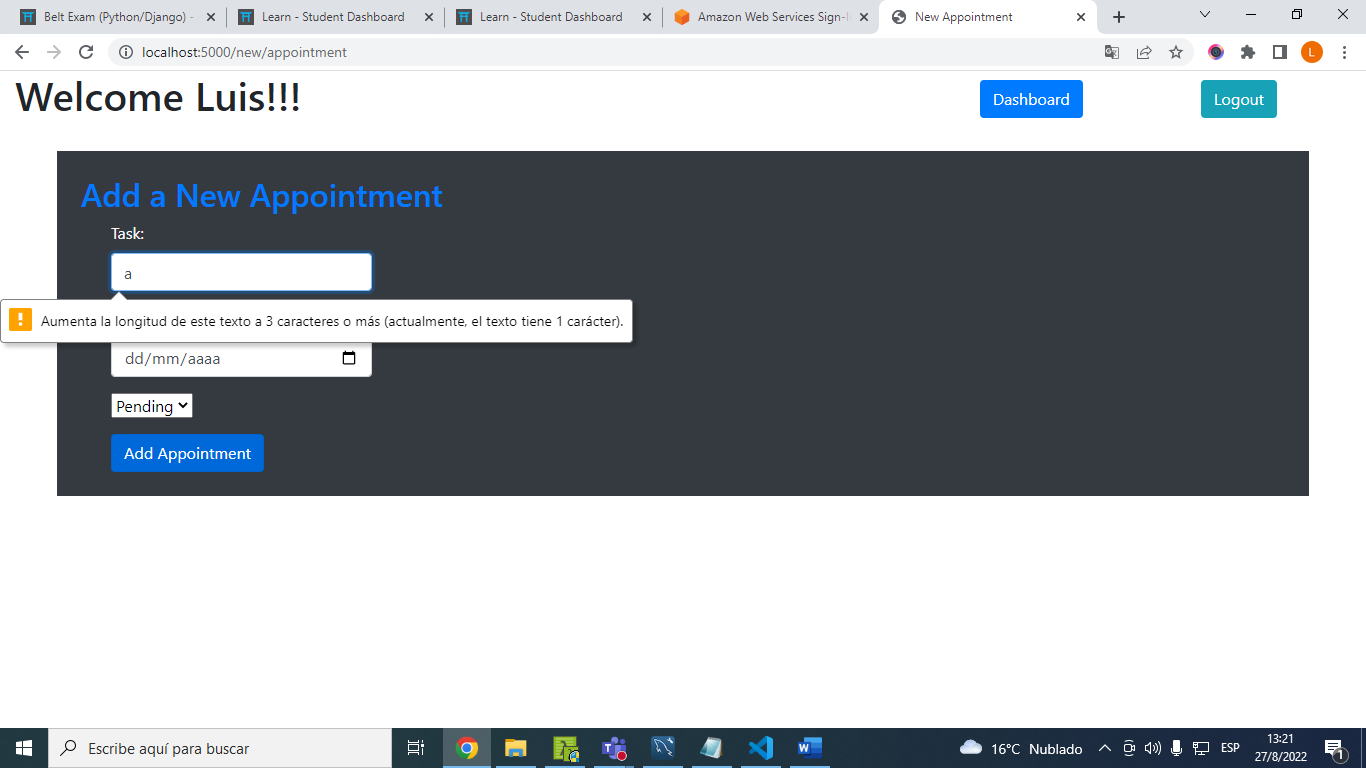 Belt Exam (Python/Django) -
Learn - Student Dashboard
Learn - Student Dashboard
Amazon Web Services Sign-I
New Appointment
localhost:5000/new/appointment
L
Welcome Luis!!!
Dashboard
Logout
Add a New Appointment
Task:
a
Aumenta la longitud de este texto a 3 caracteres o más (actualmente, el texto tiene 1 carácter).
dd/mm/aaaa
Pending
Add Appointment
Escribe aquí para buscar
16°C Nublado
ESP
13:21
27/8/2022
1